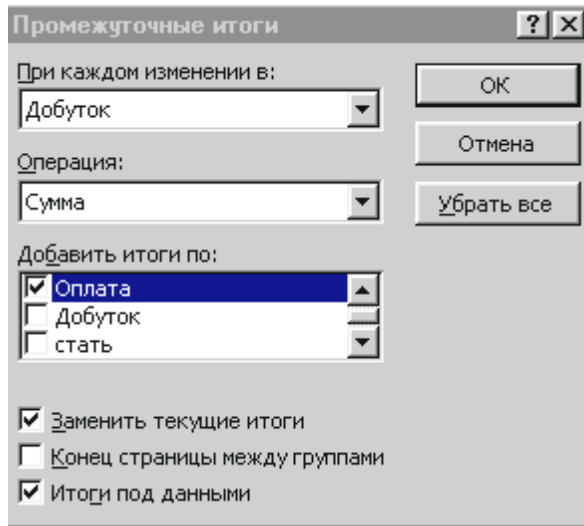 Промежуточные итоги
При каждом изменении в:
Добуток
OK
Отмена
Операция:
Сумма
Убрать все
Добавить итоги по:
Оплата
Добуток
стать
Заменить текущие итоги
Конец страницы между группами
Итоги под данными